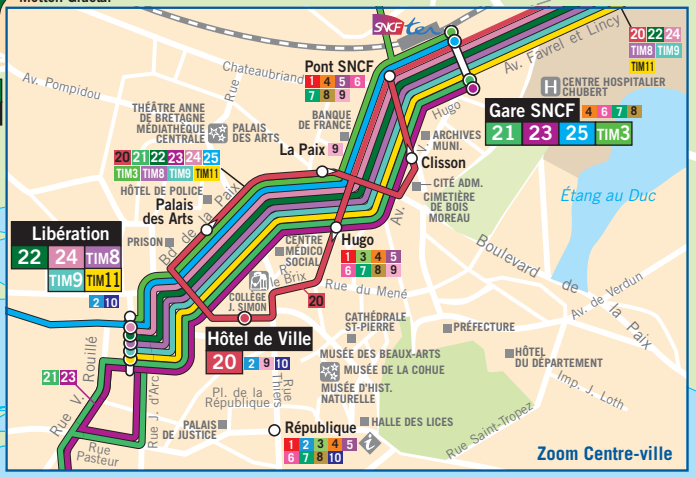 SNCF ter
20 22 24
TIM8 TIM9
TIM11
Av. Favrel et Lincy
Av. Pompidou
Chateaubriand
Rue
Pont SNCF
1 4 5 6
7 8 9
H CENTRE HOSPITALIER
CHUBERT
Gare SNCF 4 6 7 8
21 23 25 TIM3
THÉÂTRE ANNE
DE BRETAGNE
MÉDIATHÈQUE
CENTRALE
PALAIS
DES ARTS
BANQUE
DE FRANCE
Hugo
ARCHIVES
MUNI.
La Paix 9
Clisson
20 21 22 23 24 25
TIM3 TIM8 TIM9 TIM11
HÔTEL DE POLICE
CITÉ ADM.
CIMETIÈRE
DE BOIS
MOREAU
Étang au Duc
Palais
des Arts
Bd. de la Paix
Av.
PRISON
Libération
22 24 TIM8
TIM9 TIM11
2 10
Hugo
1 3 4 5
6 7 8 9
CENTRE
MÉDICO
SOCIAL
R.
le Brix
Rue du Mené
Boulevard de la Paix
Av. de Verdun
COLLÈGE
J. SIMON
20
Hôtel de Ville
20 2 9 10
CATHÉDRALE
ST-PIERRE
PRÉFECTURE
MUSÉE DES BEAUX-ARTS
MUSÉE DE LA COHUE
MUSÉE D'HIST.
NATURELLE
HÔTEL
DU DÉPARTEMENT
Imp. J. Loth
21 23
Rue V. Rouillé
Rue J. d'Arc
Rue
Pasteur
Pl. de la
République
Rue
Thiers
PALAIS
DE JUSTICE
République
1 2 3 4 5
6 7 8 10
i
HALLE DES LICES
Rue Saint-Tropez
Zoom Centre-ville